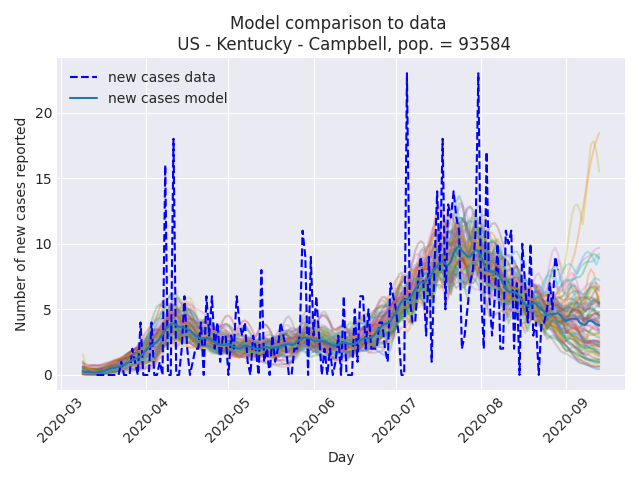 Model comparison to data
US - Kentucky - Campbell, pop. = 93584
new cases data
new cases model
Number of new cases reported
20
15
10
5
0
2020-03
2020-04
2020-05
2020-06
2020-07
2020-08
2020-09
Day